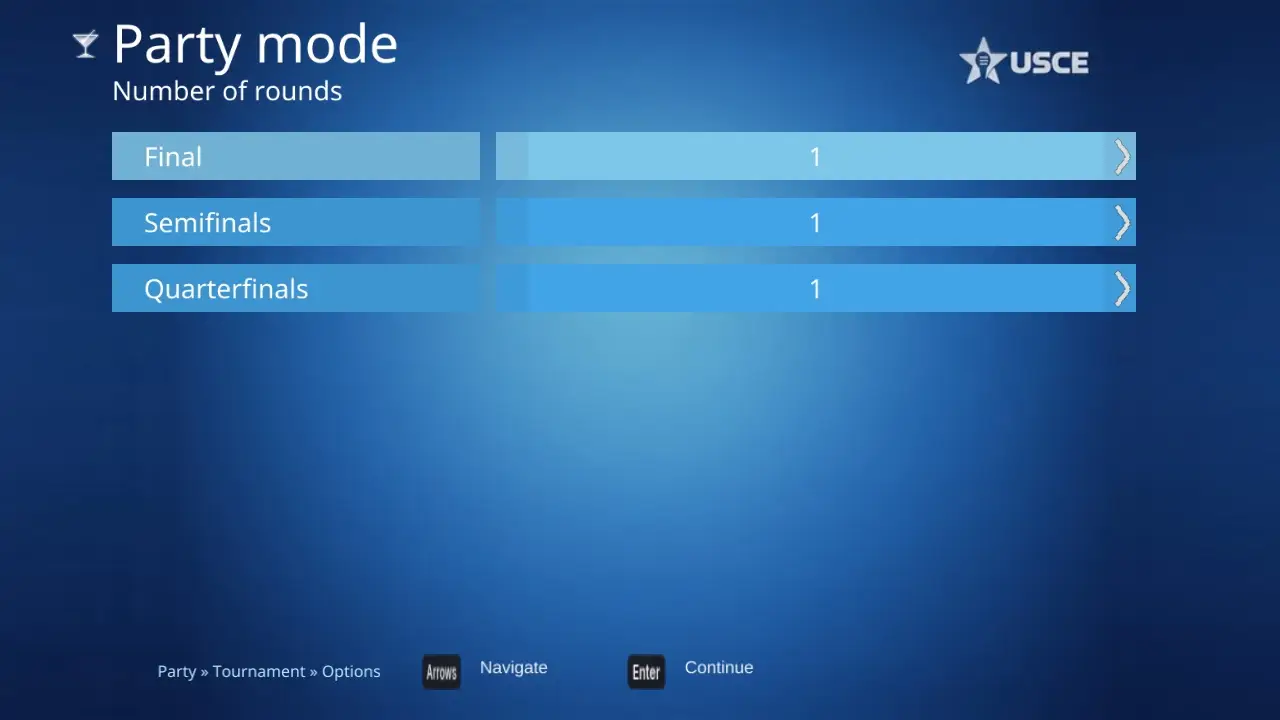 Party mode
Number of rounds
USCE
Final 1
Semifinals 1
Quarterfinals 1
Party » Tournament » Options Arrows Navigate Enter Continue